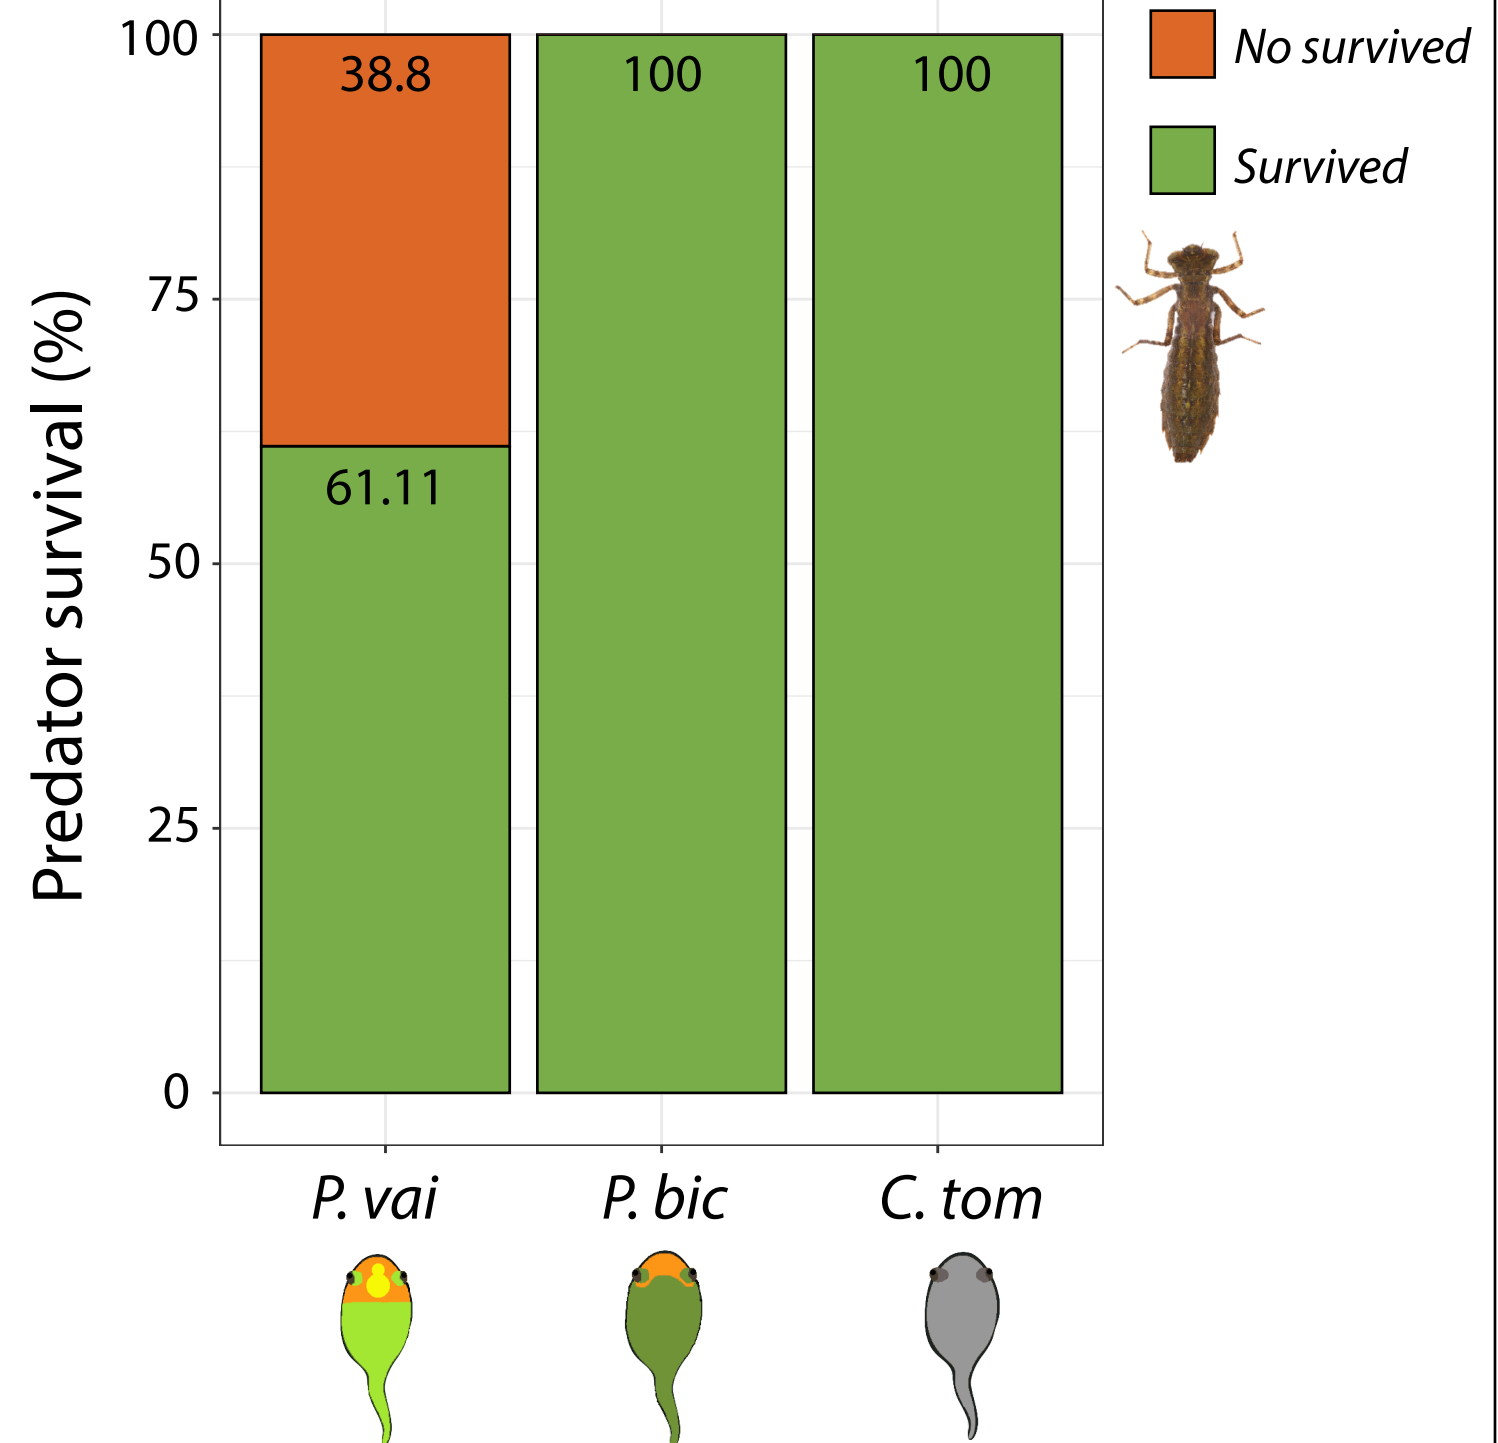 Predator survival (%)
100
75
50
25
0
38.8
61.11
100
100
P. vai
P. bic
C. tom
No survived
Survived